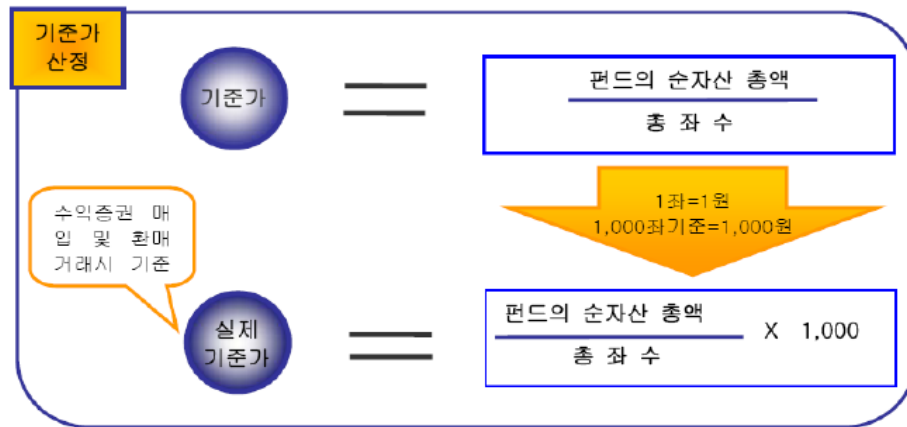 기준가
산정
기준가
펀드의 순자산 총액
총 좌 수
1좌=1원
1,000좌기준=1,000원
수익증권 매
입 및 환매
거래시 기준
실제
기준가
펀드의 순자산 총액
총 좌 수
X 1,000